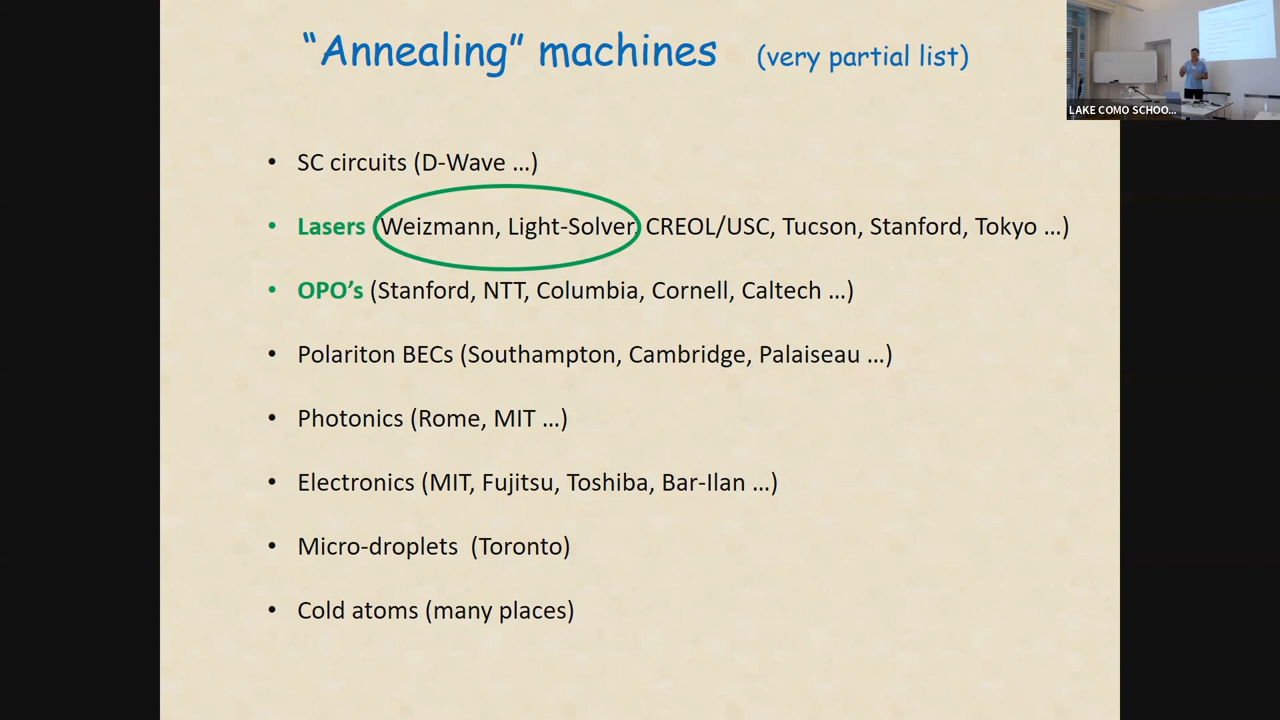 “Annealing” machines (very partial list)
LAKE COMO SCHOO...
• SC circuits (D-Wave ...)
• Lasers (Weizmann, Light-Solver, CREOL/USC, Tucson, Stanford, Tokyo ...)
• OPO’s (Stanford, NTT, Columbia, Cornell, Caltech ...)
• Polariton BECs (Southampton, Cambridge, Palaiseau ...)
• Photonics (Rome, MIT ...)
• Electronics (MIT, Fujitsu, Toshiba, Bar-Ilan ...)
• Micro-droplets (Toronto)
• Cold atoms (many places)